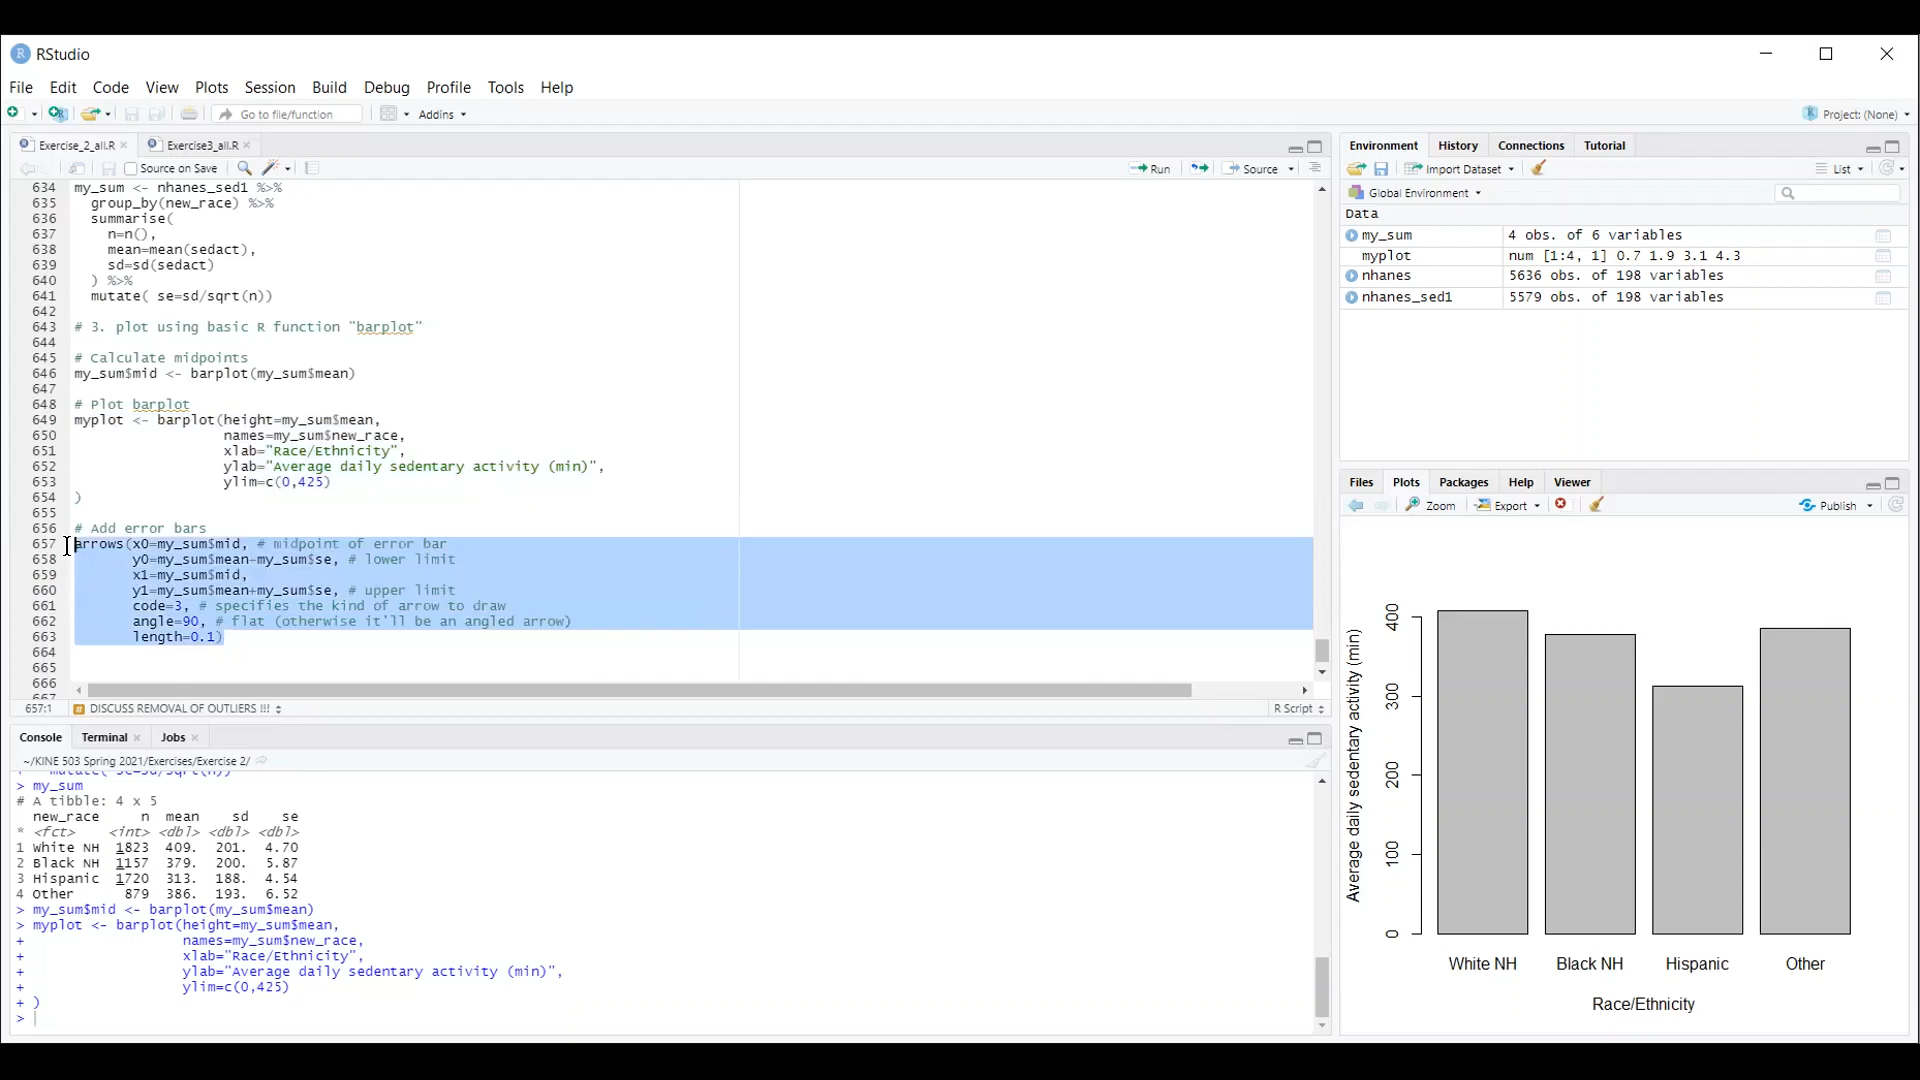 RStudio
File Edit Code View Plots Session Build Debug Profile Tools Help
Go to file/function Addins Project: (None)
Exercise_2_all.R Exercise3_all.R
Source on Save Run Source
634 my_sum <- nhanes_sed1 %>%
635 group_by(new_race) %>%
636 summarise(
637 n=n(),
638 mean=mean(sedact),
639 sd=sd(sedact)
640 ) %>%
641 mutate( se=sd/sqrt(n))
642
643 # 3. plot using basic R function "barplot"
644
645 # Calculate midpoints
646 my_sum$mid <- barplot(my_sum$mean)
647
648 # Plot barplot
649 myplot <- barplot(height=my_sum$mean,
650 names=my_sum$new_race,
651 xlab="Race/Ethnicity",
652 ylab="Average daily sedentary activity (min)",
653 ylim=c(0,425)
654 )
655
656 # Add error bars
657 arrows(x0=my_sum$mid, # midpoint of error bar
658 y0=my_sum$mean-my_sum$se, # lower limit
659 x1=my_sum$mid,
660 y1=my_sum$mean+my_sum$se, # upper limit
661 code=3, # specifies the kind of arrow to draw
662 angle=90, # flat (otherwise it'll be an angled arrow)
663 length=0.1)
664
665
666
667
657:1 # DISCUSS REMOVAL OF OUTLIERS !!! R Script
Console Terminal Jobs
~/KINE 503 Spring 2021/Exercises/Exercise 2/
+ mutate( se=sd/sqrt(n))
> my_sum
# A tibble: 4 x 5
new_race n mean sd se
* <fct> <int> <dbl> <dbl> <dbl>
1 White NH 1823 409. 201. 4.70
2 Black NH 1157 379. 200. 5.87
3 Hispanic 1720 313. 188. 4.54
4 Other 879 386. 193. 6.52
> my_sum$mid <- barplot(my_sum$mean)
> myplot <- barplot(height=my_sum$mean,
+ names=my_sum$new_race,
+ xlab="Race/Ethnicity",
+ ylab="Average daily sedentary activity (min)",
+ ylim=c(0,425)
+ )
>
Environment History Connections Tutorial
Import Dataset List
Global Environment
Data
my_sum 4 obs. of 6 variables
myplot num [1:4, 1] 0.7 1.9 3.1 4.3
nhanes 5636 obs. of 198 variables
nhanes_sed1 5579 obs. of 198 variables
Files Plots Packages Help Viewer
Zoom Export Publish
Average daily sedentary activity (min)
400
300
200
100
0
White NH Black NH Hispanic Other
Race/Ethnicity